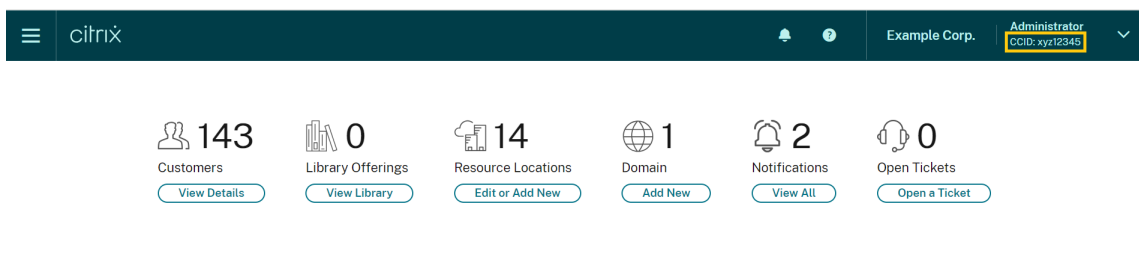 citrix
?
Example Corp.
Administrator
CCID: xyz12345
143
Customers
View Details
0
Library Offerings
View Library
14
Resource Locations
Edit or Add New
1
Domain
Add New
2
Notifications
View All
0
Open Tickets
Open a Ticket